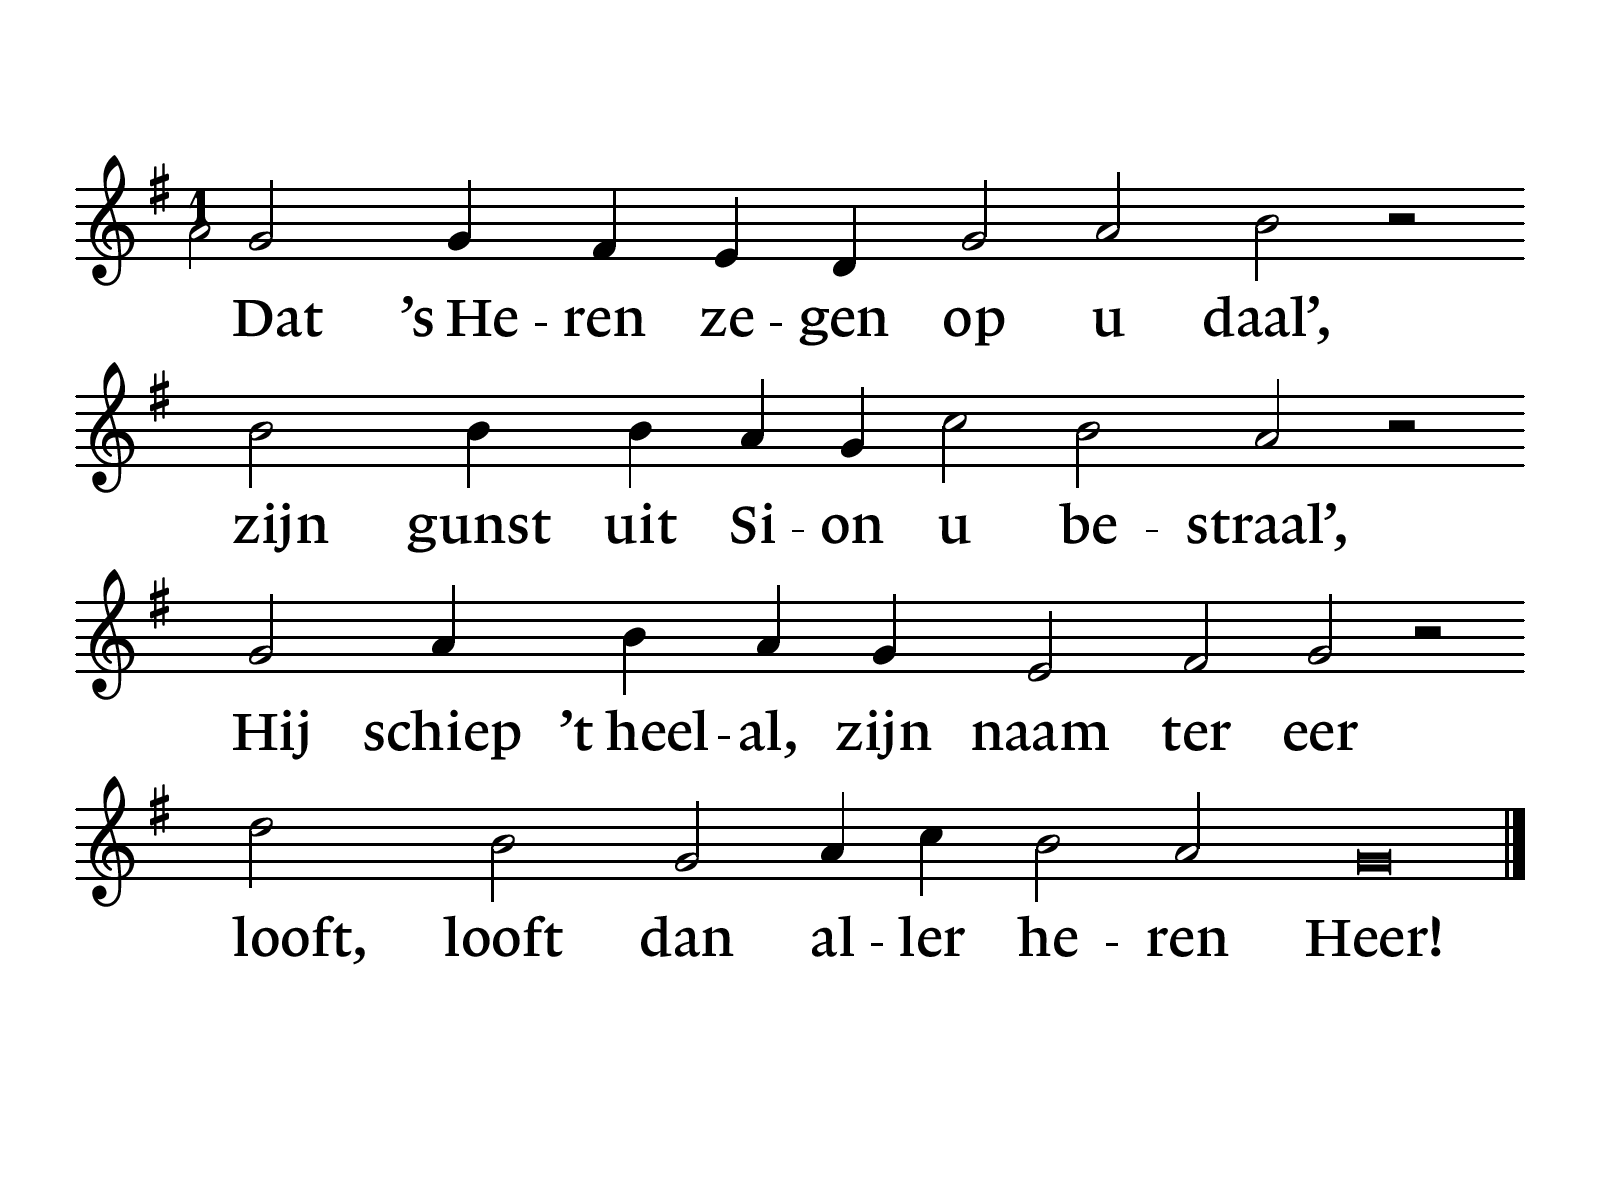 1
Dat 's He - ren ze - gen op u daal’,
zijn gunst uit Si - on u be - straal’,
Hij schiep ’t heel - al, zijn naam ter eer
looft, looft dan al - ler he - ren Heer!